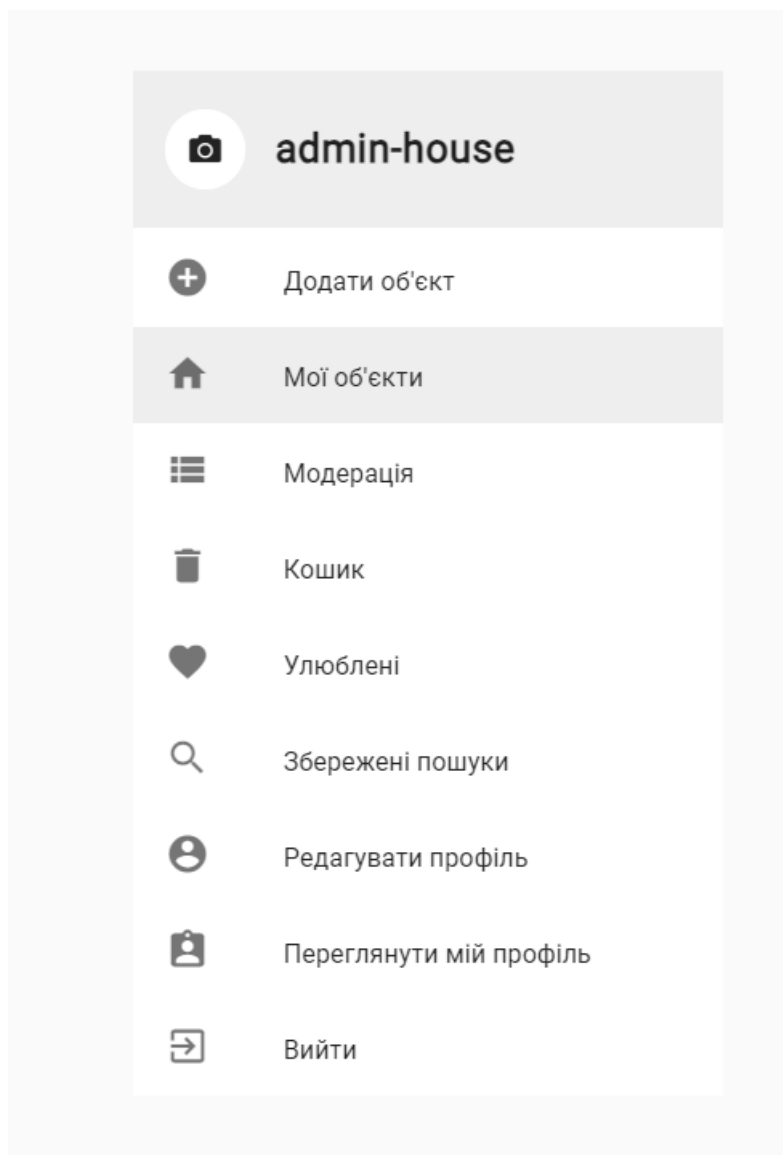 admin-house
Додати об'єкт
Мої об'єкти
Модерація
Кошик
Улюблені
Збережені пошуки
Редагувати профіль
Переглянути мій профіль
Вийти